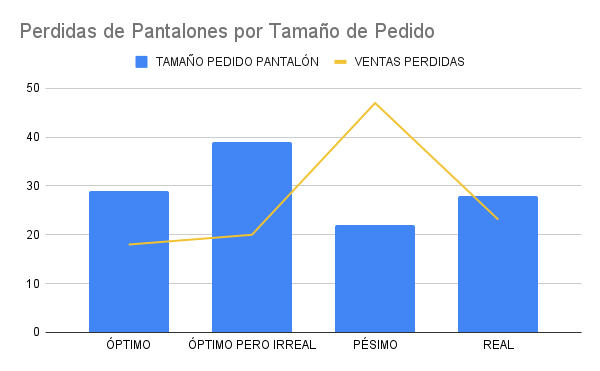 Perdidas de Pantalones por Tamaño de Pedido
TAMAÑO PEDIDO PANTALÓN VENTAS PERDIDAS
50
40
30
20
10
0
ÓPTIMO ÓPTIMO PERO IRREAL PÉSIMO REAL